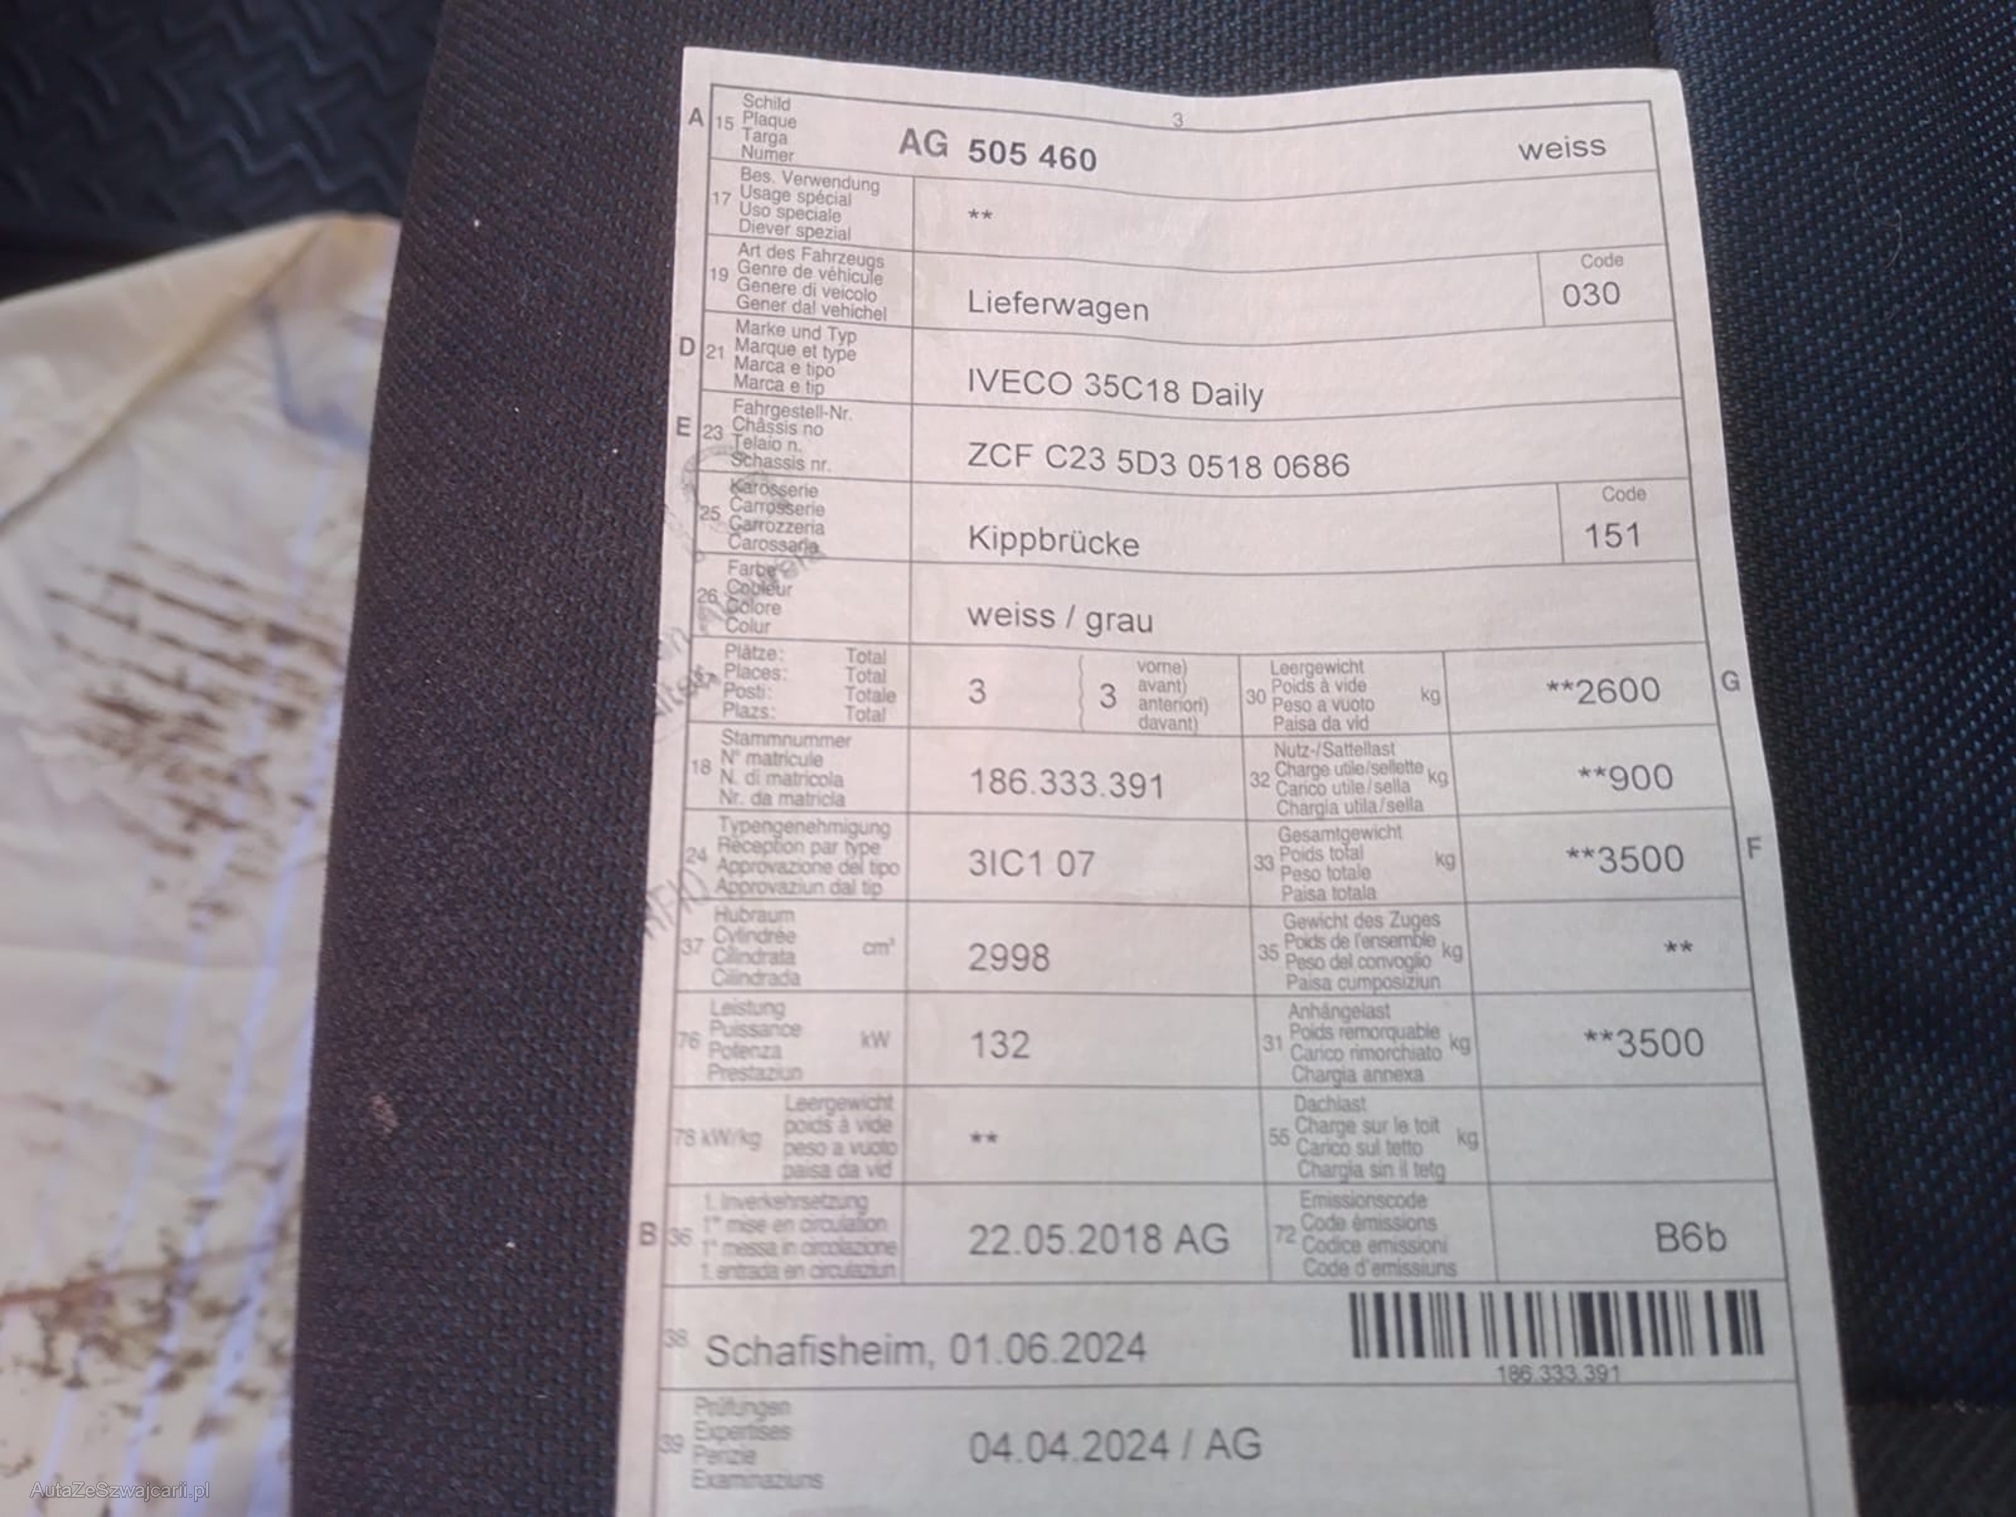 3
A 15 Schild
Plaque
Targa
Numer
AG 505 460 weiss
17 Bes. Verwendung
Usage spécial
Uso speciale
Diever spezial
**
19 Art des Fahrzeugs
Genre de véhicule
Genere di veicolo
Gener dal vehichel
Lieferwagen
Code
030
D 21 Marke und Typ
Marque et type
Marca e tipo
Marca e tip
IVECO 35C18 Daily
E 23 Fahrgestell-Nr.
Châssis no
Telaio n.
Schassis nr.
ZCF C23 5D3 0518 0686
25 Karosserie
Carrosserie
Carrozzeria
Carossaria
Kippbrücke
Code
151
26 Farbe
Couleur
Colore
Colur
weiss / grau
Plätze: Total
Places: Total
Posti: Totale
Plazs: Total
3
3 vorne)
avant)
anteriori)
davant)
30 Leergewicht
Poids à vide kg
Peso a vuoto
Paisa da vid
**2600 G
18 Stammnummer
N° matricule
N. di matricola
Nr. da matricla
186.333.391
32 Nutz-/Sattellast
Charge utile/sellette kg
Carico utile/sella
Chargia utila/sella
**900
24 Typengenehmigung
Réception par type
Approvazione del tipo
Approvaziun dal tip
3IC1 07
33 Gesamtgewicht
Poids total kg
Peso totale
Paisa totala
**3500 F
37 Hubraum
Cylindrée cm³
Cilindrata
Cilindrada
2998
35 Gewicht des Zuges
Poids de l'ensemble kg
Peso del convoglio
Paisa cumposiziun
**
76 Leistung
Puissance kW
Potenza
Prestaziun
132
31 Anhängelast
Poids remorquable kg
Carico rimorchiato
Chargia annexa
**3500
78 kW/kg Leergewicht
poids à vide
peso a vuoto
paisa da vid
**
55 Dachlast
Charge sur le toit kg
Carico sul tetto
Chargia sin il tetg
B 36 1. Inverkehrsetzung
1re mise en circulation
1a messa in circolazione
1. entrada en circulaziun
22.05.2018 AG
72 Emissionscode
Code émissions
Codice emissioni
Code d'emissiuns
B6b
38 Schafisheim, 01.06.2024
186.333.391
39 Prüfungen
Expertises
Perizie
Examinaziuns
04.04.2024 / AG
AutaZeSzwajcarii.pl